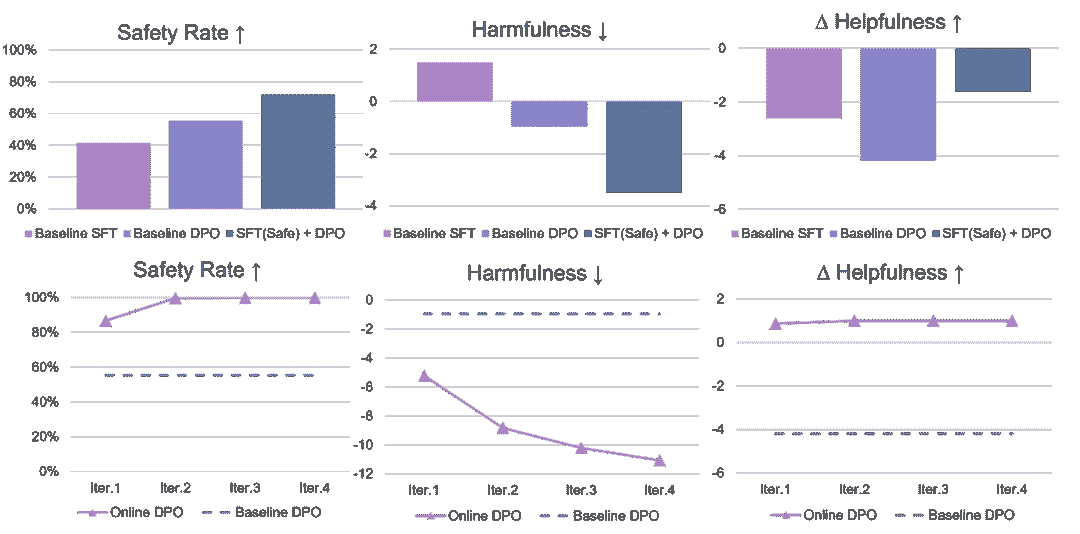 Safety Rate ↑
100%
80%
60%
40%
20%
0%
Baseline SFT Baseline DPO SFT(Safe) + DPO
Harmfulness ↓
2
0
-2
-4
Baseline SFT Baseline DPO SFT(Safe) + DPO
Δ Helpfulness ↑
0
-2
-4
-6
Baseline SFT Baseline DPO SFT(Safe) + DPO
Safety Rate ↑
100%
80%
60%
40%
20%
0%
Iter.1 Iter.2 Iter.3 Iter.4
Online DPO Baseline DPO
Harmfulness ↓
0
-2
-4
-6
-8
-10
-12
Iter.1 Iter.2 Iter.3 Iter.4
Online DPO Baseline DPO
Δ Helpfulness ↑
2
0
-2
-4
-6
Iter.1 Iter.2 Iter.3 Iter.4
Online DPO Baseline DPO